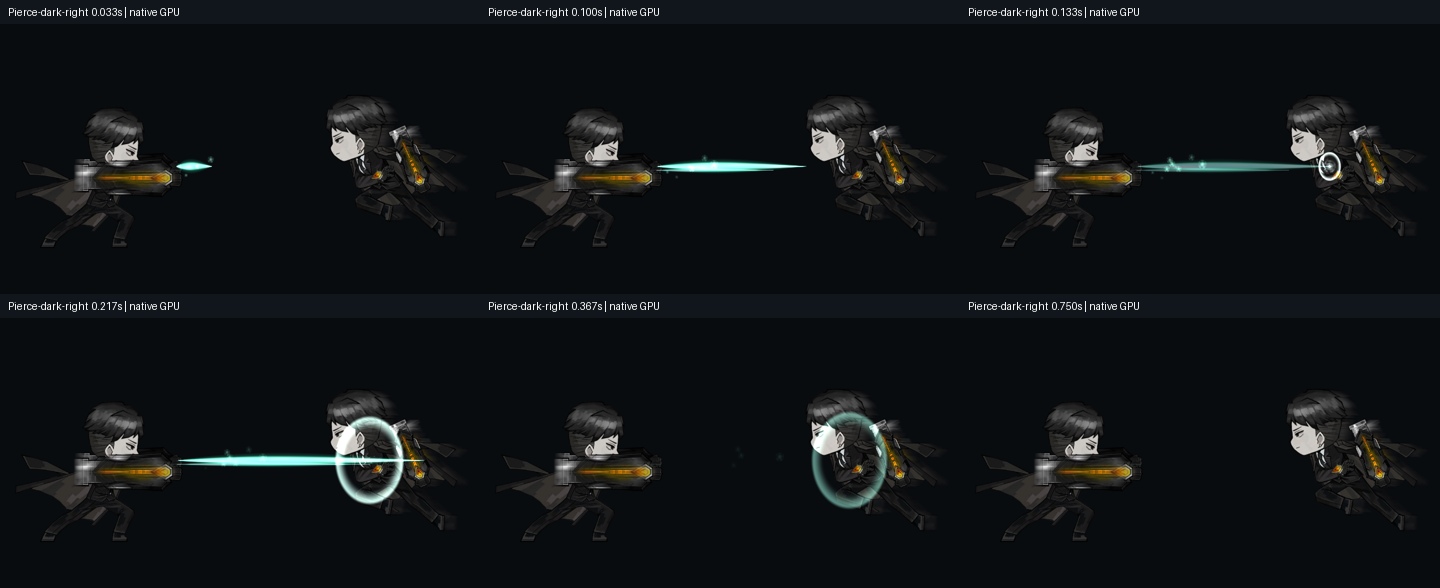 Pierce-dark-right 0.033s | native GPU
Pierce-dark-right 0.100s | native GPU
Pierce-dark-right 0.133s | native GPU
Pierce-dark-right 0.217s | native GPU
Pierce-dark-right 0.367s | native GPU
Pierce-dark-right 0.750s | native GPU